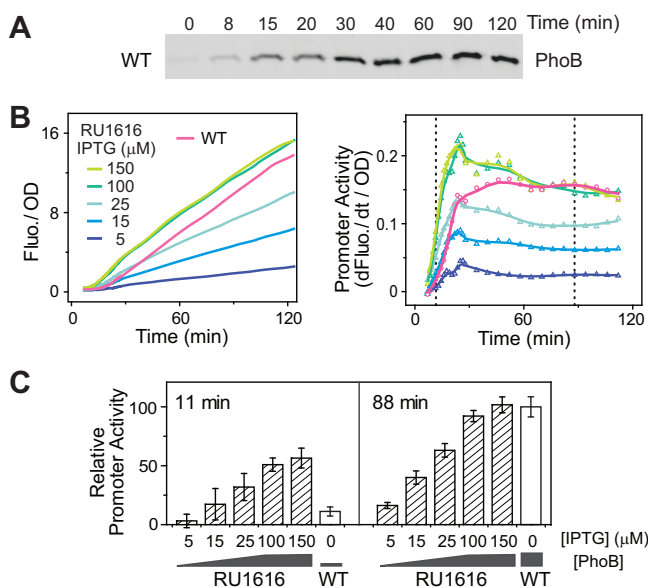 A
0 8 15 20 30 40 60 90 120 Time (min)
WT PhoB
B
RU1616
IPTG (μM)
150
100
25
15
5
WT
16
8
0
Fluo./ OD
0 60 120
Time (min)
0.2
0.1
0
Promoter Activity
(dFluo./ dt / OD)
0 60 120
Time (min)
C
11 min 88 min
100
50
0
Relative
Promoter Activity
5 15 25 100 150 0 5 15 25 100 150 0 [IPTG] (μM)
[PhoB]
RU1616 WT RU1616 WT